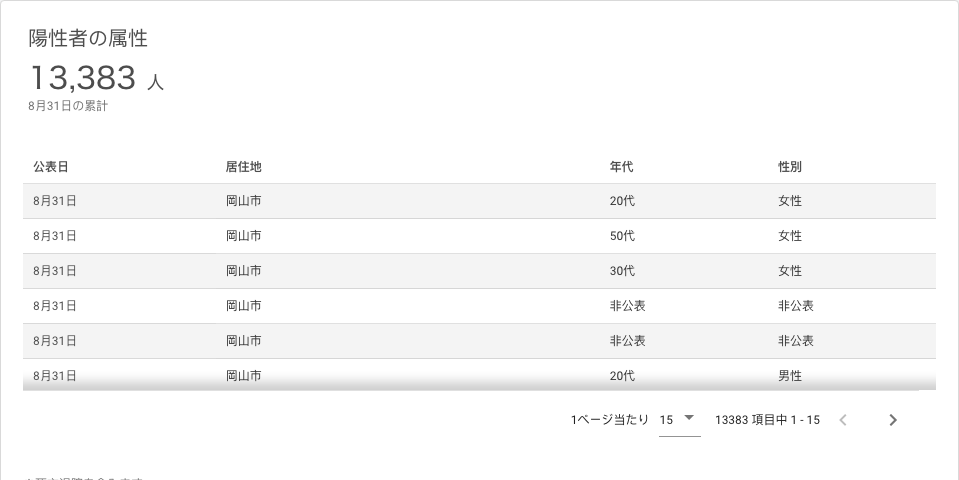 陽性者の属性
13,383 人
8月31日の累計
公表日 居住地 年代 性別
8月31日 岡山市 20代 女性
8月31日 岡山市 50代 女性
8月31日 岡山市 30代 女性
8月31日 岡山市 非公表 非公表
8月31日 岡山市 非公表 非公表
8月31日 岡山市 20代 男性
1ページ当たり 15 13383 項目中 1 - 15